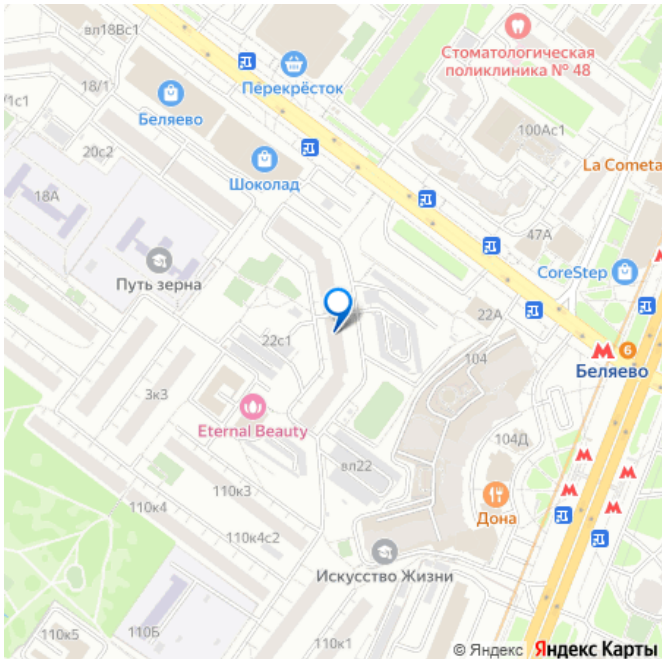 вл18Вс1
Стоматологическая
поликлиника № 48
Перекрёсток
18/1
/1с1
Беляево
100Ас1
20с2
La Cometa
Шоколад
18А
47А
CoreStep
Путь зерна
22А
22с1
104
6
Беляево
3к3
Eternal Beauty
104Д
вл22
110к3
110к4
Дона
110к4с2
Искусство Жизни
110Б
110к5
110к1
© Яндекс Яндекс Карты